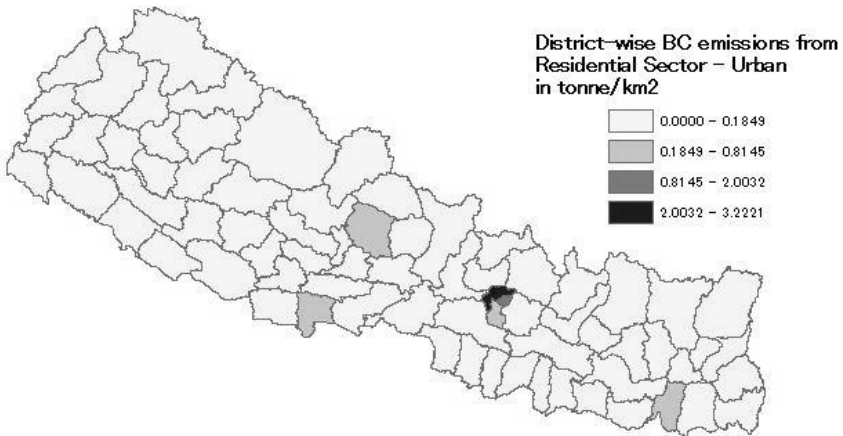 District-wise BC emissions from
Residential Sector - Urban
in tonne/km2
0.0000 - 0.1849
0.1849 - 0.8145
0.8145 - 2.0032
2.0032 - 3.2221